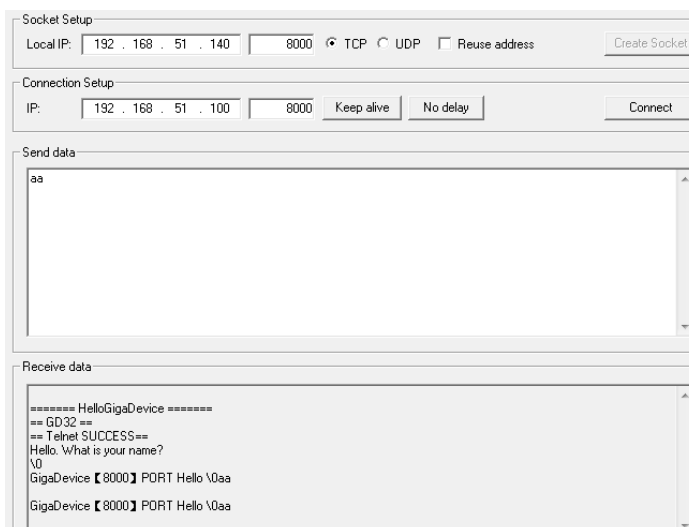 Socket Setup
Local IP: 192 . 168 . 51 . 140 8000 TCP UDP Reuse address Create Socket
Connection Setup
IP: 192 . 168 . 51 . 100 8000 Keep alive No delay Connect
Send data
aa
Receive data
======= HelloGigaDevice =======
== GD32 ==
== Telnet SUCCESS==
Hello. What is your name?
\0
GigaDevice【8000】PORT Hello \0aa
GigaDevice【8000】PORT Hello \0aa